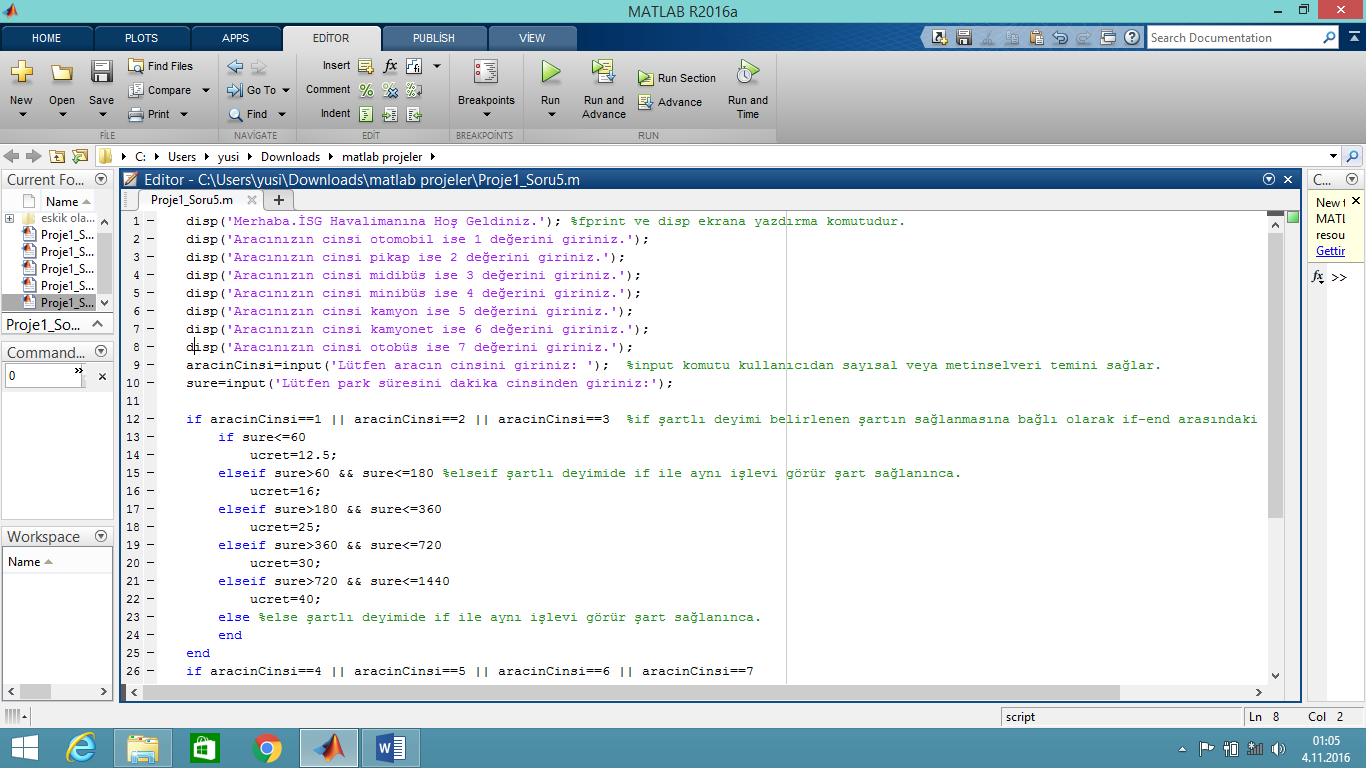 MATLAB R2016a
HOME PLOTS APPS EDİTOR PUBLİSH VİEW
Search Documentation
New Open Save Find Files Compare Print
Go To Find
Insert fx
Comment
Indent
Breakpoints
Run Run and Advance Run Section Advance Run and Time
FİLE NAVİGATE EDİT BREAKPOINTS RUN
C: Users yusi Downloads matlab projeler
Current Fo...
Name
eskik ola...
Proje1_S...
Proje1_S...
Proje1_S...
Proje1_S...
Proje1_S...
Proje1_So...
Command...
0
Workspace
Name
Editor - C:\Users\yusi\Downloads\matlab projeler\Proje1_Soru5.m
Proje1_Soru5.m
1 disp('Merhaba.İSG Havalimanına Hoş Geldiniz.'); %fprint ve disp ekrana yazdırma komutudur.
2 disp('Aracınızın cinsi otomobil ise 1 değerini giriniz.');
3 disp('Aracınızın cinsi pikap ise 2 değerini giriniz.');
4 disp('Aracınızın cinsi midibüs ise 3 değerini giriniz.');
5 disp('Aracınızın cinsi minibüs ise 4 değerini giriniz.');
6 disp('Aracınızın cinsi kamyon ise 5 değerini giriniz.');
7 disp('Aracınızın cinsi kamyonet ise 6 değerini giriniz.');
8 disp('Aracınızın cinsi otobüs ise 7 değerini giriniz.');
9 aracinCinsi=input('Lütfen aracın cinsini giriniz: '); %input komutu kullanıcıdan sayısal veya metinselveri temini sağlar.
10 sure=input('Lütfen park süresini dakika cinsinden giriniz:');
11
12 if aracinCinsi==1 || aracinCinsi==2 || aracinCinsi==3 %if şartlı deyimi belirlenen şartın sağlanmasına bağlı olarak if-end arasındaki
13 if sure<=60
14 ucret=12.5;
15 elseif sure>60 && sure<=180 %elseif şartlı deyimide if ile aynı işlevi görür şart sağlanınca.
16 ucret=16;
17 elseif sure>180 && sure<=360
18 ucret=25;
19 elseif sure>360 && sure<=720
20 ucret=30;
21 elseif sure>720 && sure<=1440
22 ucret=40;
23 else %else şartlı deyimide if ile aynı işlevi görür şart sağlanınca.
24 end
25 end
26 if aracinCinsi==4 || aracinCinsi==5 || aracinCinsi==6 || aracinCinsi==7
C...
New t
MATL
resou
Gettir
fx >>
script
Ln 8 Col 2
01:05
4.11.2016